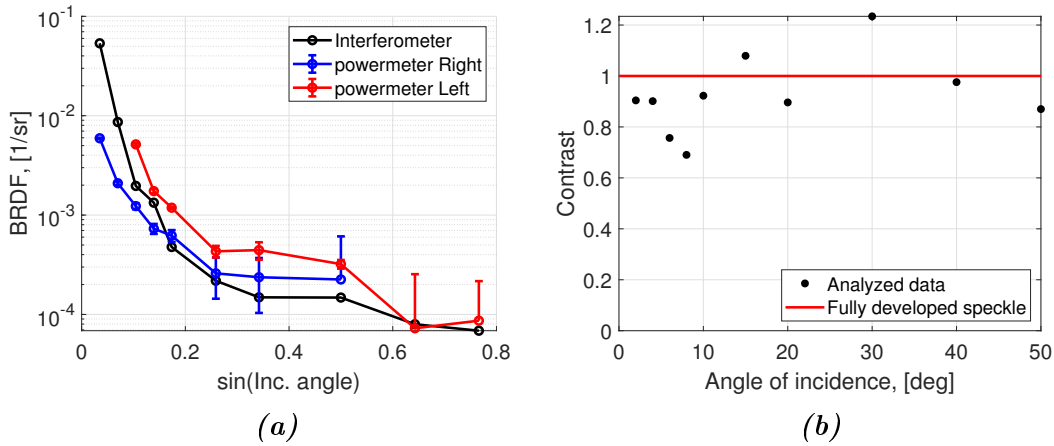 10^-1
10^-2
10^-3
10^-4
BRDF, [1/sr]
Interferometer
powermeter Right
powermeter Left
0 0.2 0.4 0.6 0.8
sin(Inc. angle)
(a)
1.2
1
0.8
0.6
0.4
0.2
0
Contrast
Analyzed data
Fully developed speckle
0 10 20 30 40 50
Angle of incidence, [deg]
(b)